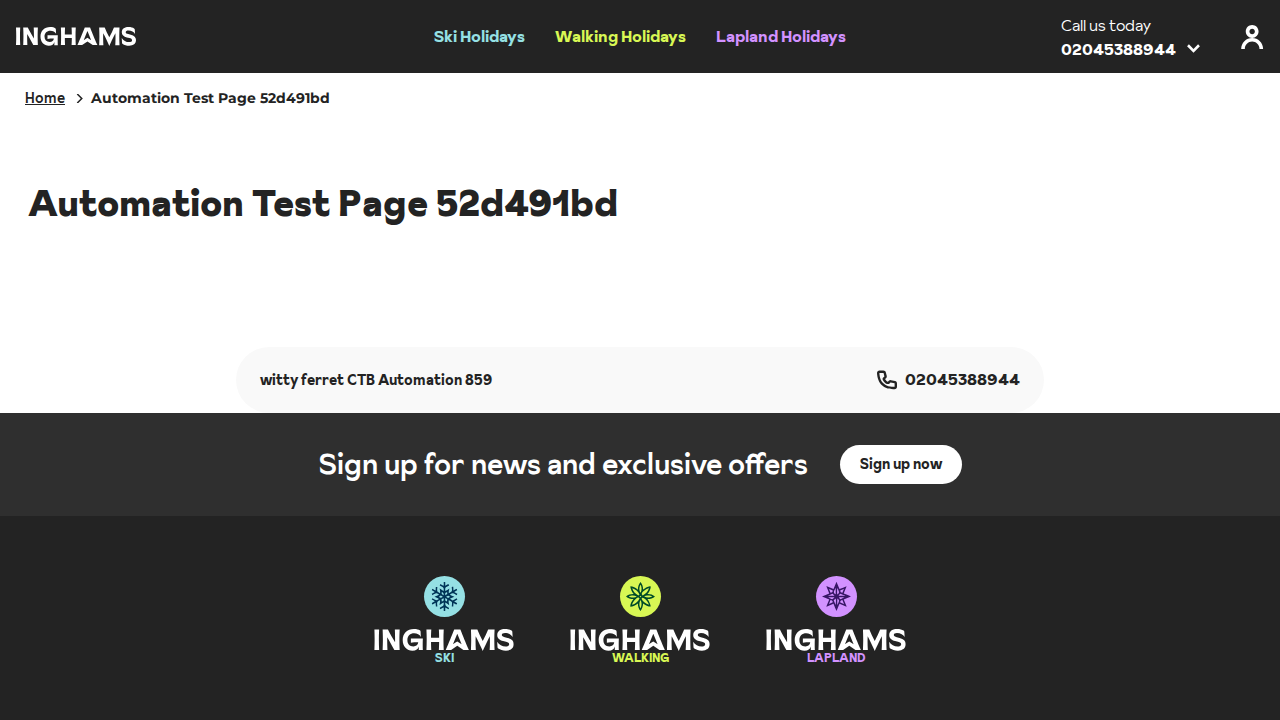 INGHAMS
Ski Holidays
Walking Holidays
Lapland Holidays
Call us today
02045388944
Home
Automation Test Page 52d491bd
Automation Test Page 52d491bd
witty ferret CTB Automation 859
02045388944
Sign up for news and exclusive offers
Sign up now
INGHAMS
SKI
INGHAMS
WALKING
INGHAMS
LAPLAND